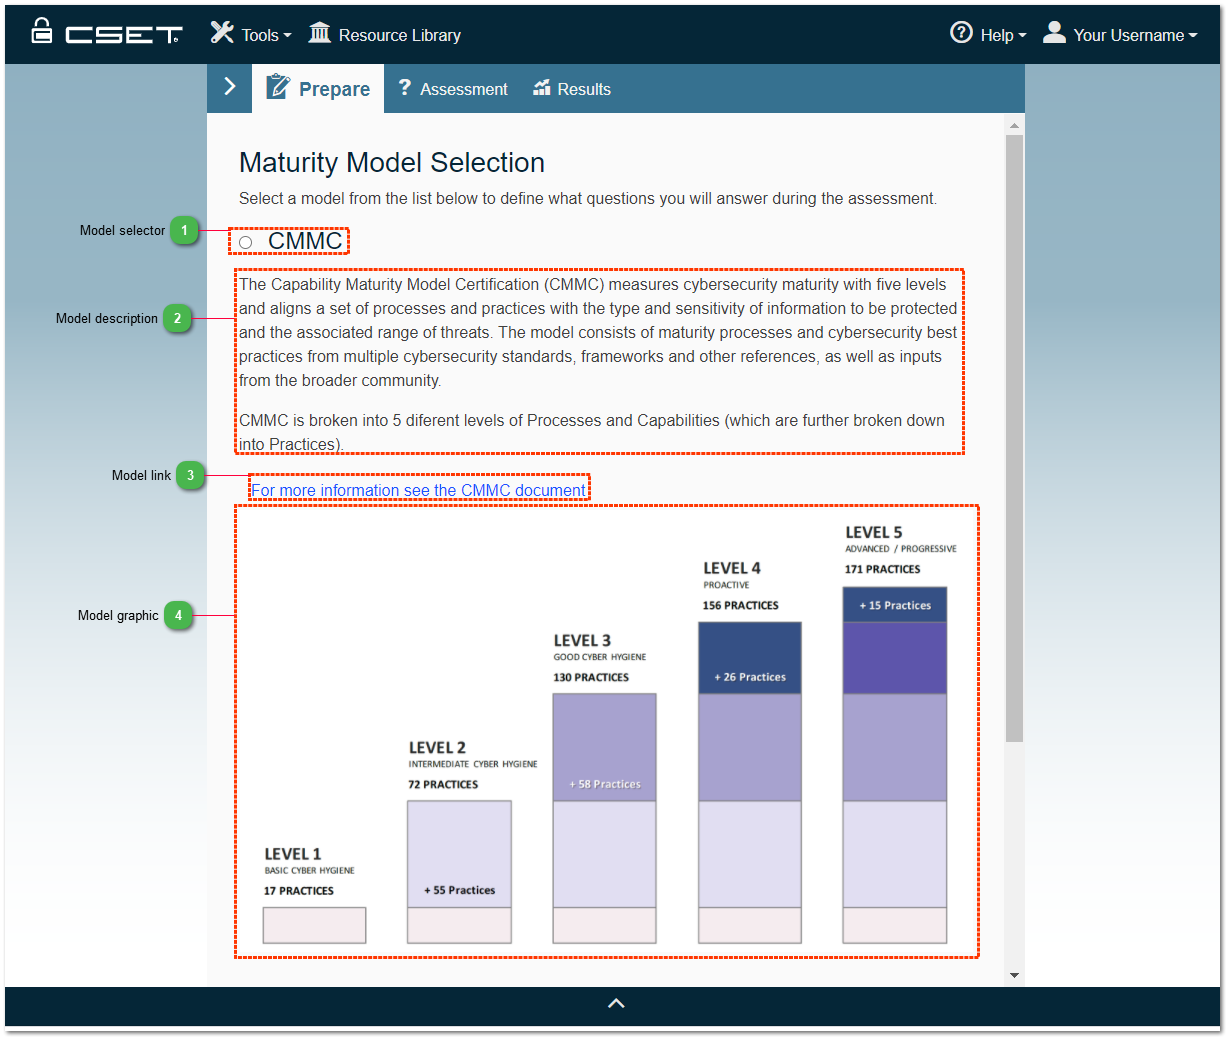 CSET
Tools
Resource Library
? Help
Your Username
Prepare
? Assessment
Results
Maturity Model Selection
Select a model from the list below to define what questions you will answer during the assessment.
Model selector 1
CMMC
The Capability Maturity Model Certification (CMMC) measures cybersecurity maturity with five levels
and aligns a set of processes and practices with the type and sensitivity of information to be protected
and the associated range of threats. The model consists of maturity processes and cybersecurity best
practices from multiple cybersecurity standards, frameworks and other references, as well as inputs
from the broader community.
Model description 2
CMMC is broken into 5 diferent levels of Processes and Capabilities (which are further broken down
into Practices).
Model link 3
For more information see the CMMC document
Model graphic 4
LEVEL 5
ADVANCED / PROGRESSIVE
171 PRACTICES
+ 15 Practices
LEVEL 4
PROACTIVE
156 PRACTICES
+ 26 Practices
LEVEL 3
GOOD CYBER HYGIENE
130 PRACTICES
+ 58 Practices
LEVEL 2
INTERMEDIATE CYBER HYGIENE
72 PRACTICES
+ 55 Practices
LEVEL 1
BASIC CYBER HYGIENE
17 PRACTICES